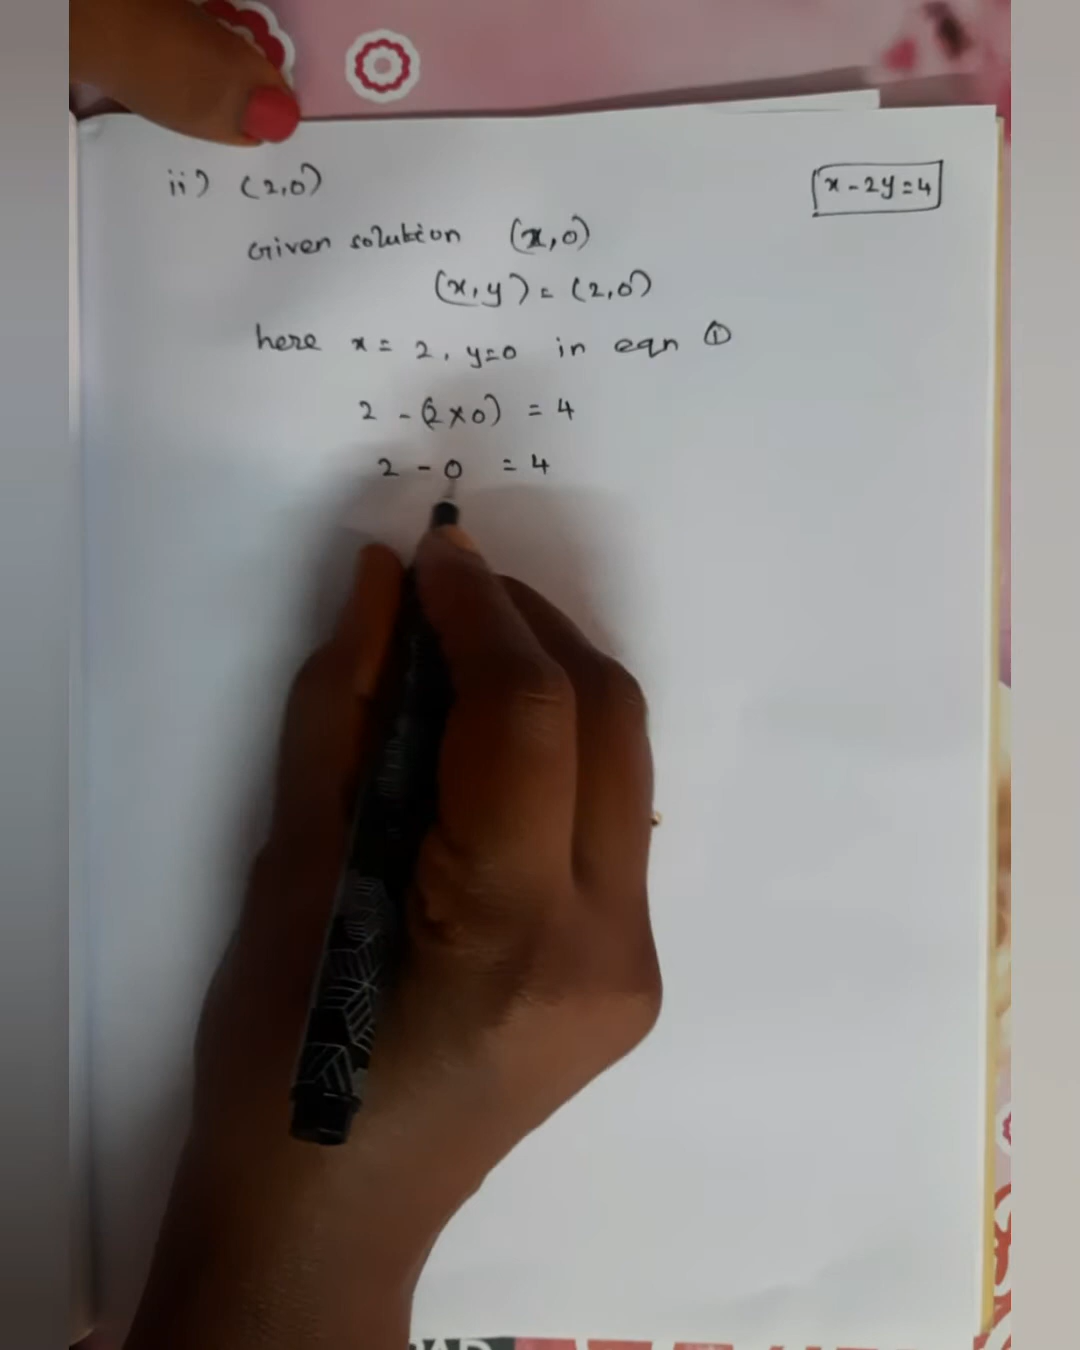 ii) (2,0)
x - 2y = 4
Given solution (x,0)
(x,y) = (2,0)
here x = 2, y=0 in eqn ①
2 - (2×0) = 4
2 - 0 = 4